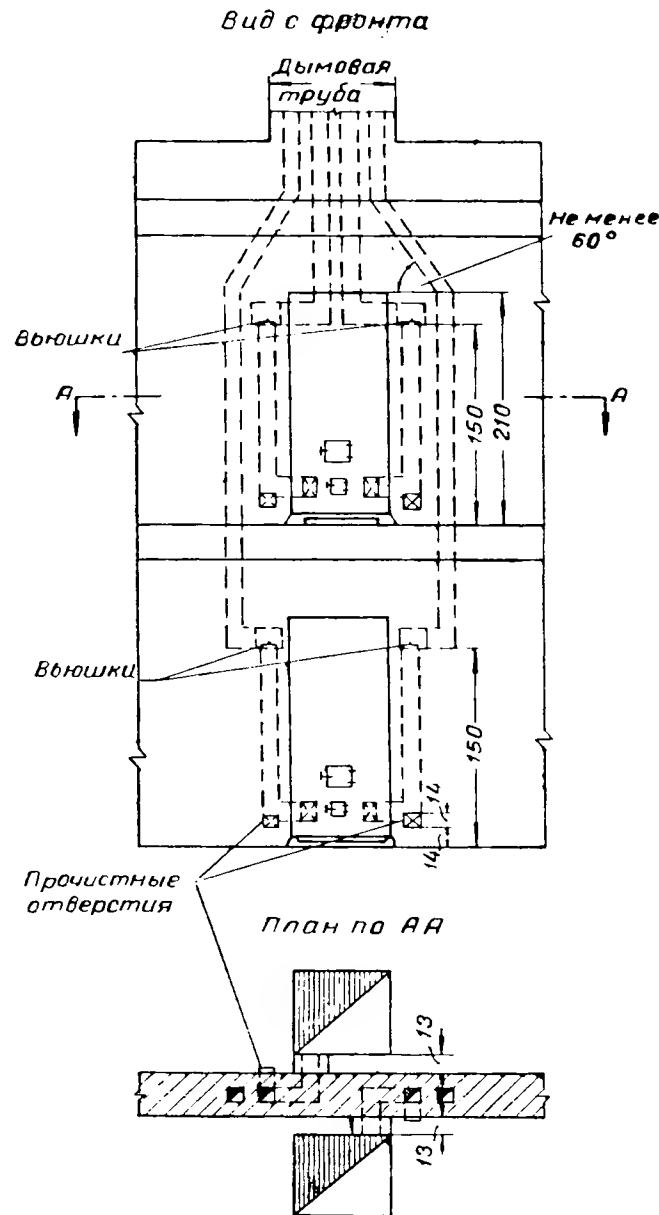 Вид с фронта
Дымовая
труба
Не менее
60°
Вьюшки
А
А
150
210
Вьюшки
150
14
14
Прочистные
отверстия
План по АА
13
13